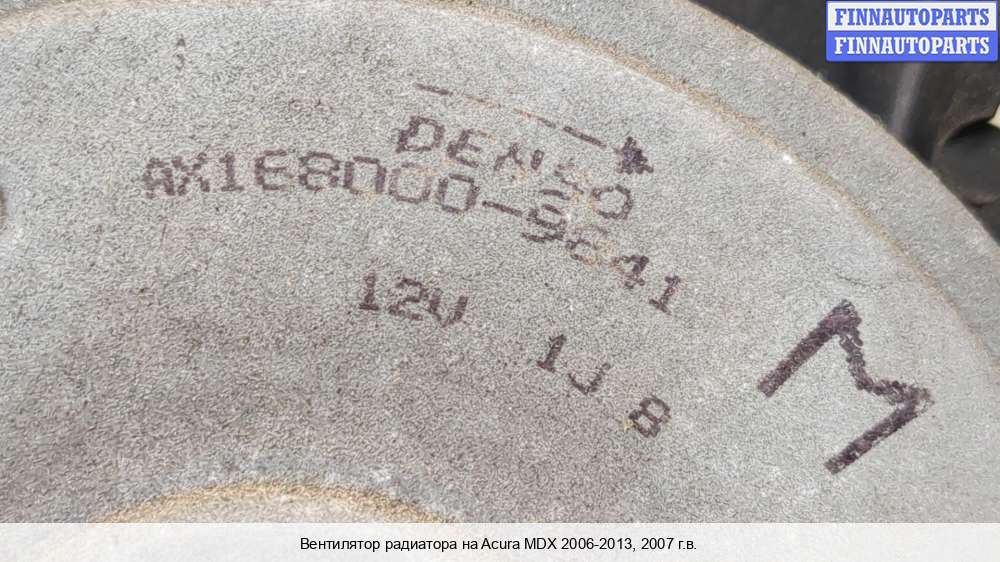 FINNAUTOPARTS
FINNAUTOPARTS
DENSO
AX168000-9641
12V 1J 8
M
Вентилятор радиатора на Acura MDX 2006-2013, 2007 г.в.